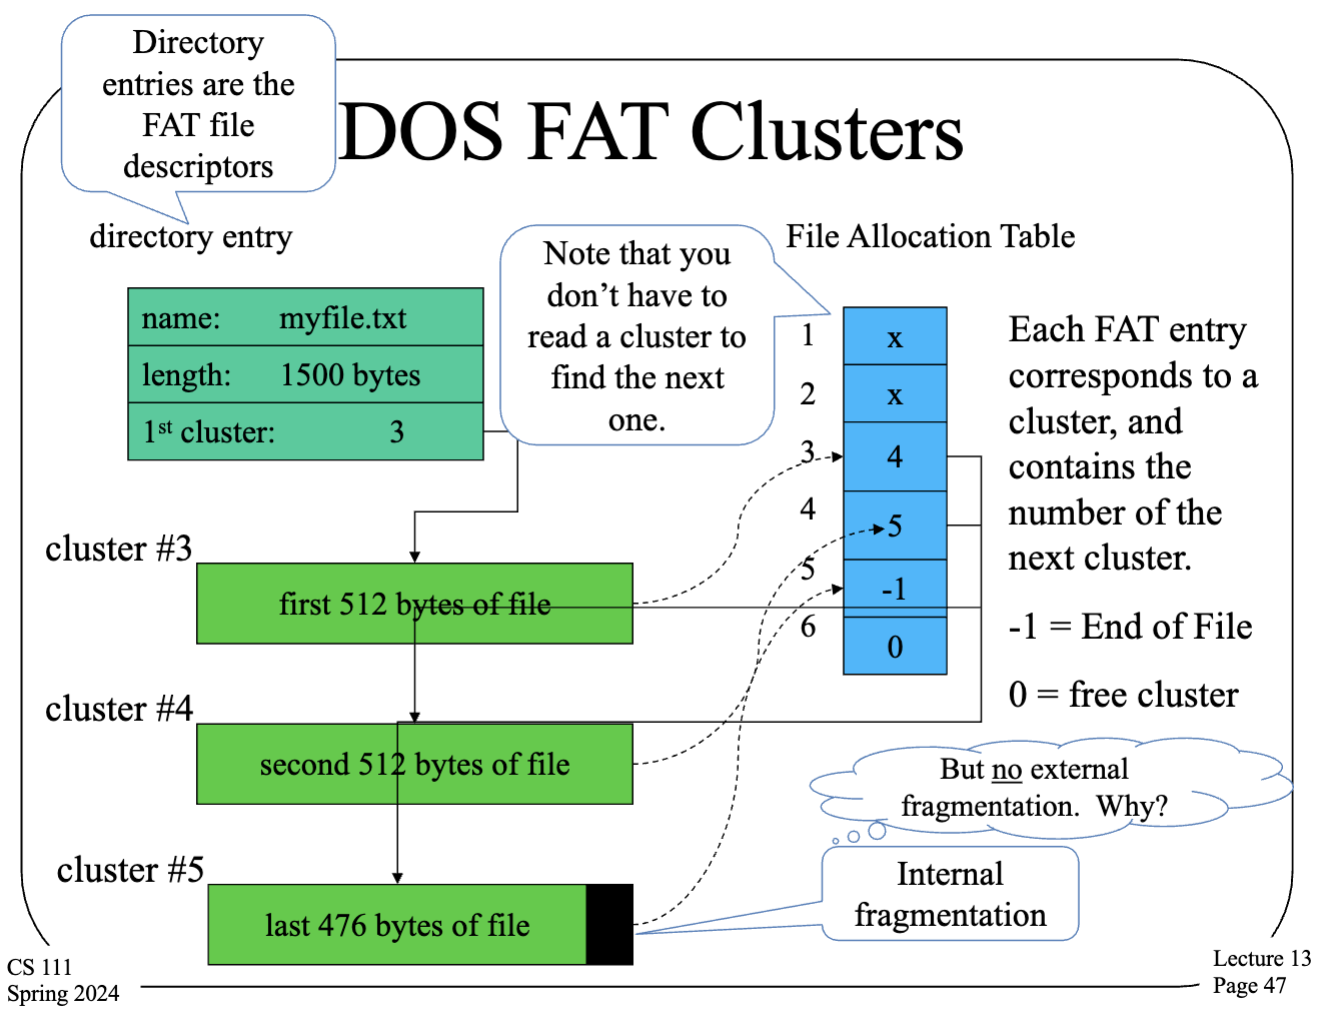 Directory
entries are the
FAT file
descriptors
DOS FAT Clusters
directory entry
Note that you
don’t have to
read a cluster to
find the next
one.
File Allocation Table
name: myfile.txt
length: 1500 bytes
1st cluster: 3
1 x
2 x
3 4
4 5
5 -1
6 0
Each FAT entry
corresponds to a
cluster, and
contains the
number of the
next cluster.
-1 = End of File
0 = free cluster
cluster #3
first 512 bytes of file
cluster #4
second 512 bytes of file
cluster #5
last 476 bytes of file
But no external
fragmentation. Why?
Internal
fragmentation
CS 111
Spring 2024
Lecture 13
Page 47